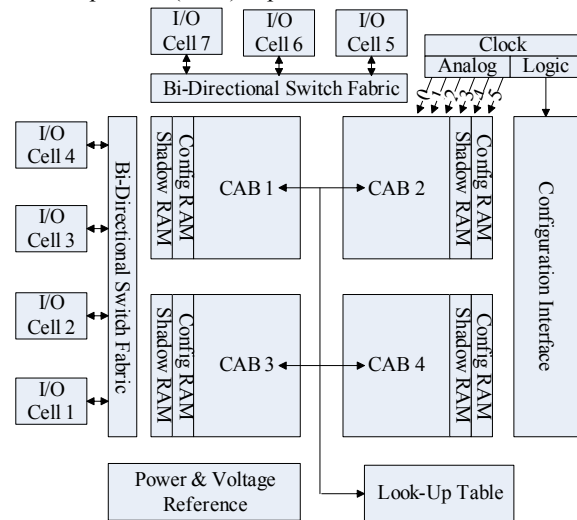 I/O
Cell 7
I/O
Cell 6
I/O
Cell 5
Clock
Analog
Logic
Bi-Directional Switch Fabric
0
1
2
3
4
5
I/O
Cell 4
I/O
Cell 3
I/O
Cell 2
I/O
Cell 1
Bi-Directional Switch Fabric
Shadow RAM
Config RAM
CAB 1
CAB 2
Shadow RAM
Config RAM
Configuration Interface
Shadow RAM
Config RAM
CAB 3
CAB 4
Shadow RAM
Config RAM
Power & Voltage
Reference
Look-Up Table